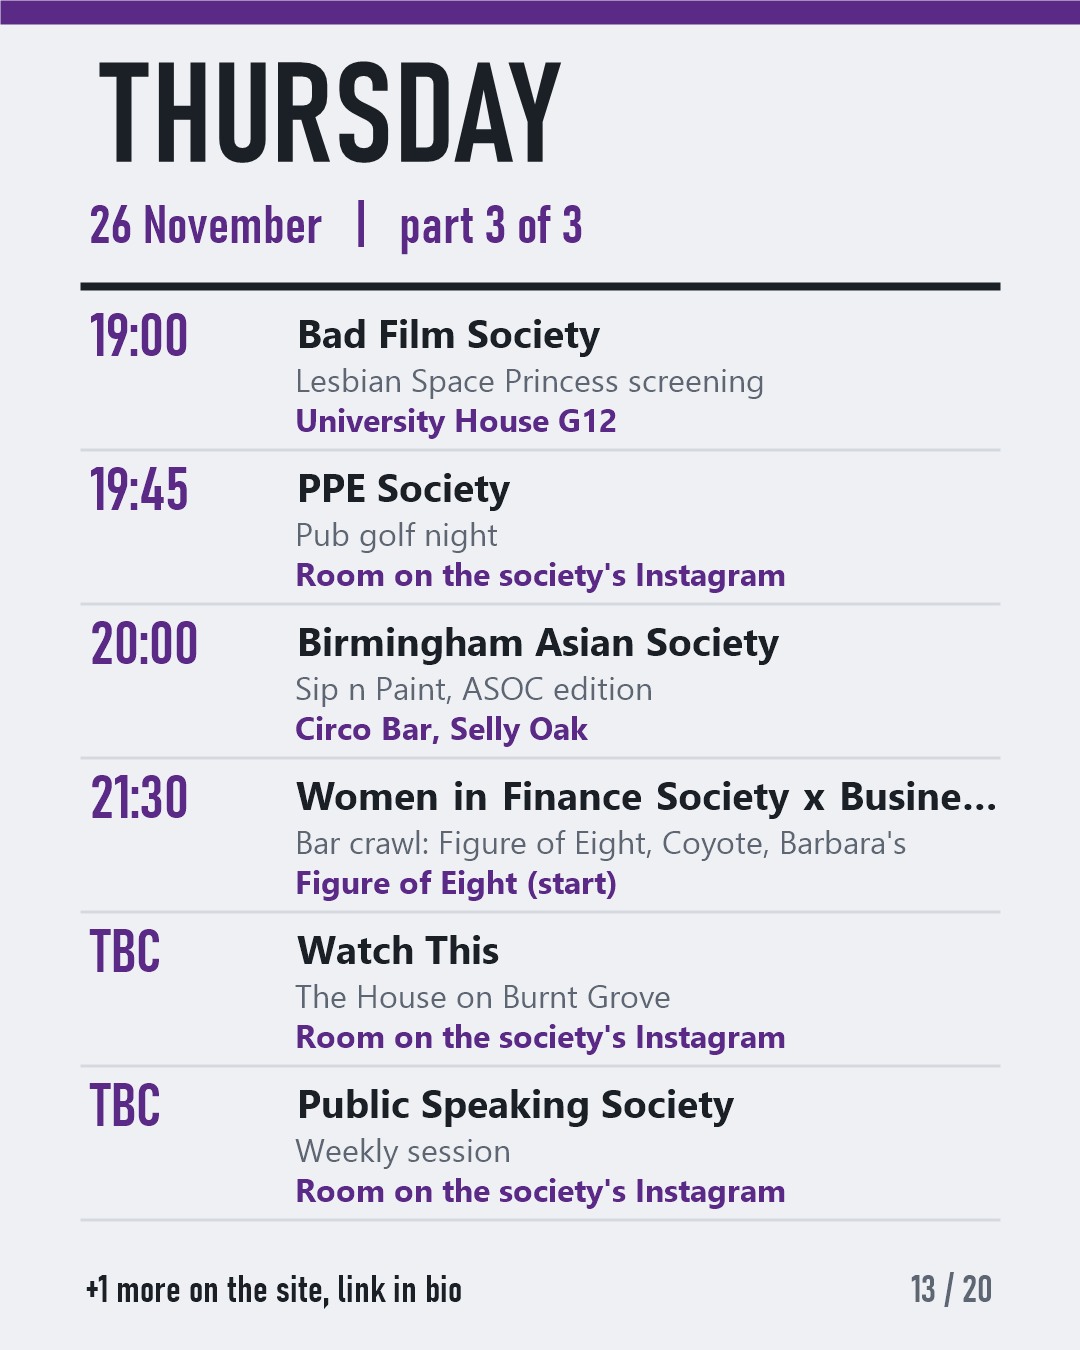 THURSDAY
26 November | part 3 of 3
19:00 Bad Film Society
Lesbian Space Princess screening
University House G12
19:45 PPE Society
Pub golf night
Room on the society's Instagram
20:00 Birmingham Asian Society
Sip n Paint, ASOC edition
Circo Bar, Selly Oak
21:30 Women in Finance Society x Busine...
Bar crawl: Figure of Eight, Coyote, Barbara's
Figure of Eight (start)
TBC Watch This
The House on Burnt Grove
Room on the society's Instagram
TBC Public Speaking Society
Weekly session
Room on the society's Instagram
+1 more on the site, link in bio 13 / 20